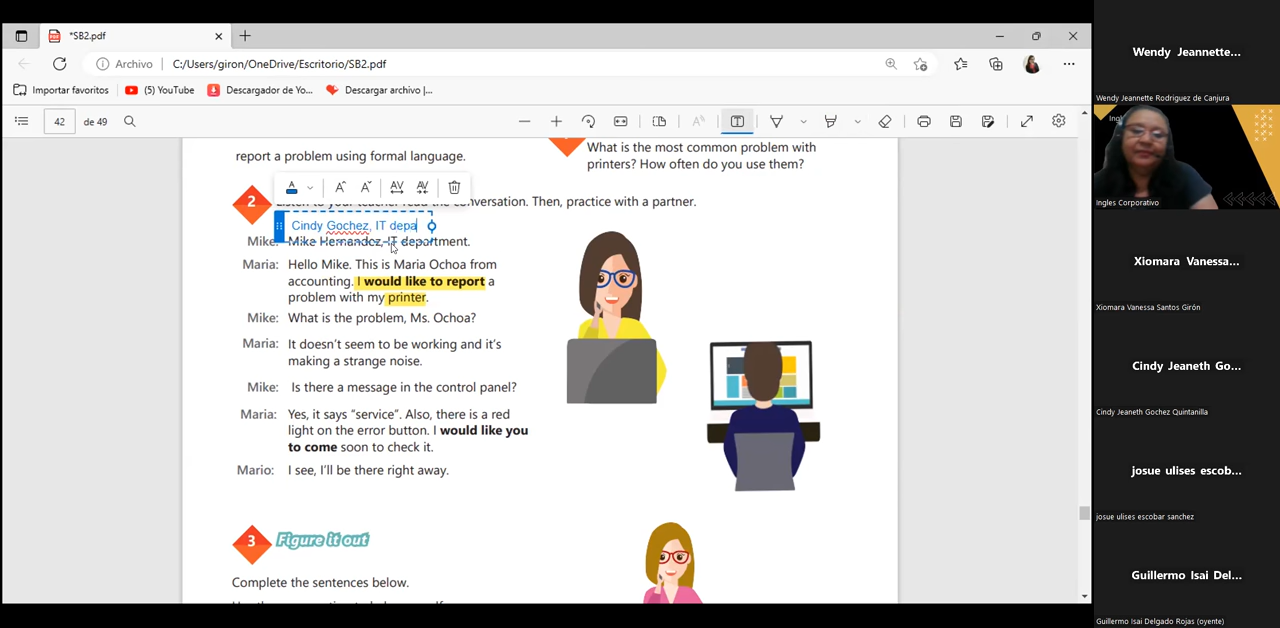 *SB2.pdf
Archivo
C:/Users/giron/OneDrive/Escritorio/SB2.pdf
Importar favoritos
(5) YouTube
Descargador de Yo...
Descargar archivo |...
42
de 49
report a problem using formal language.
What is the most common problem with
printers? How often do you use them?
2
Listen to your teacher read the conversation. Then, practice with a partner.
Cindy Gochez, IT depa
Mike: Mike Hernandez, IT department.
Maria: Hello Mike. This is Maria Ochoa from
accounting. I would like to report a
problem with my printer.
Mike: What is the problem, Ms. Ochoa?
Maria: It doesn't seem to be working and it's
making a strange noise.
Mike: Is there a message in the control panel?
Maria: Yes, it says "service". Also, there is a red
light on the error button. I would like you
to come soon to check it.
Mario: I see, I'll be there right away.
3
Figure it out
Complete the sentences below.
Wendy Jeannette...
Wendy Jeannette Rodriguez de Canjura
Ingles Corporativo
Xiomara Vanessa...
Xiomara Vanessa Santos Girón
Cindy Jeaneth Go...
Cindy Jeaneth Gochez Quintanilla
josue ulises escob...
josue ulises escobar sanchez
Guillermo Isai Del...
Guillermo Isai Delgado Rojas (oyente)